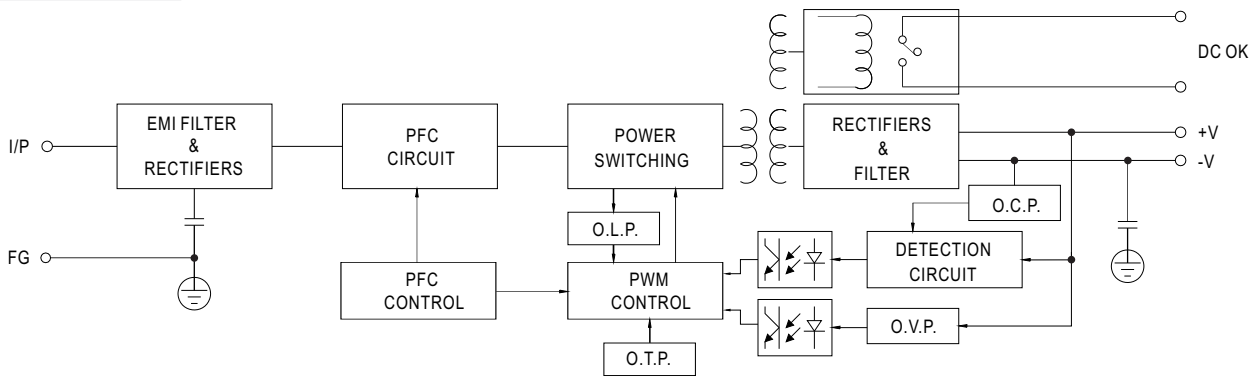 DC OK
I/P
EMI FILTER
&
RECTIFIERS
PFC
CIRCUIT
POWER
SWITCHING
RECTIFIERS
&
FILTER
+V
-V
O.L.P.
O.C.P.
FG
PFC
CONTROL
PWM
CONTROL
DETECTION
CIRCUIT
O.V.P.
O.T.P.